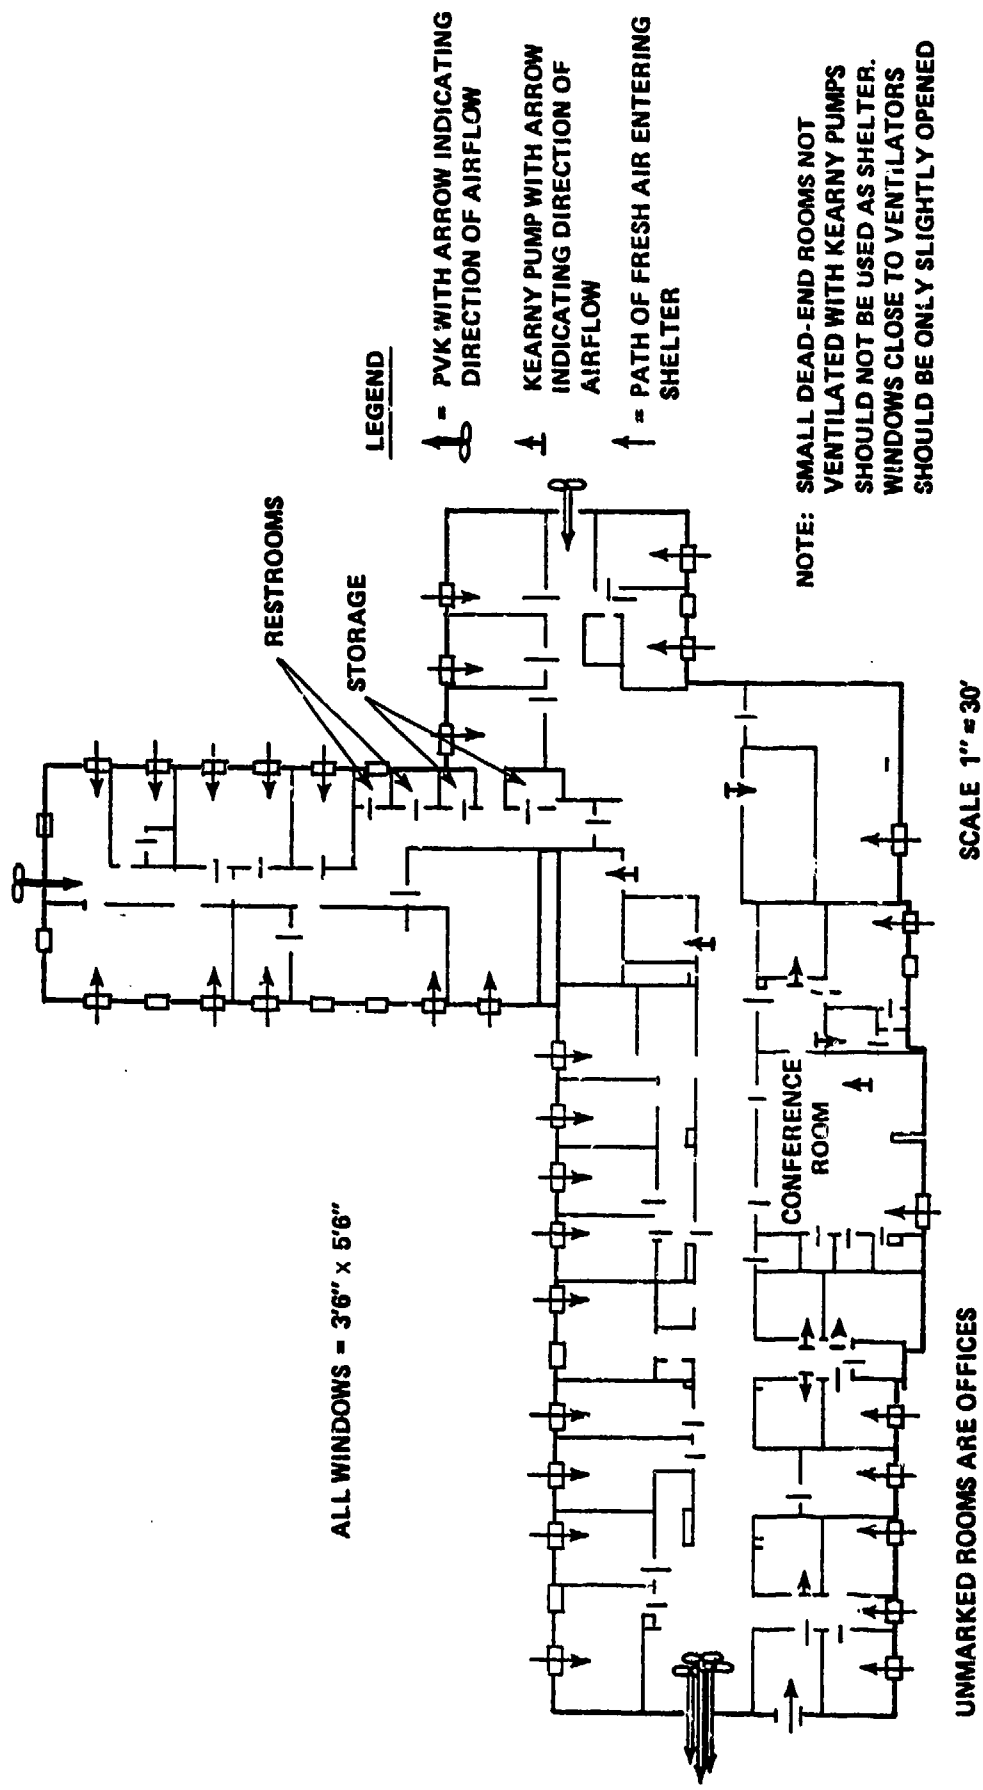 RESTROOMS
STORAGE
LEGEND
= PVK WITH ARROW INDICATING
DIRECTION OF AIRFLOW
KEARNY PUMP WITH ARROW
INDICATING DIRECTION OF
AIRFLOW
= PATH OF FRESH AIR ENTERING
SHELTER
ALL WINDOWS = 3'6" x 5'6"
CONFERENCE
ROOM
NOTE: SMALL DEAD-END ROOMS NOT
VENTILATED WITH KEARNY PUMPS
SHOULD NOT BE USED AS SHELTER.
WINDOWS CLOSE TO VENTILATORS
SHOULD BE ONLY SLIGHTLY OPENED
UNMARKED ROOMS ARE OFFICES
SCALE 1" = 30'